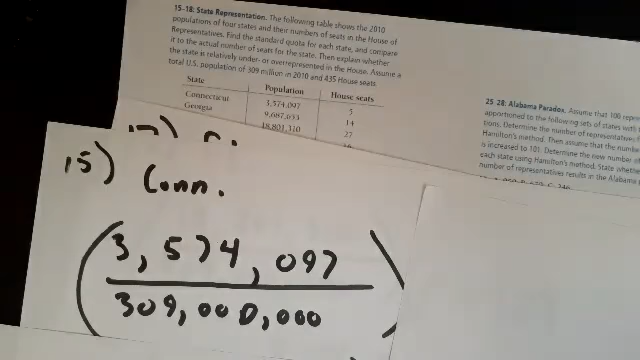 15-18: State Representation. The following table shows the 2010
populations of four states and their numbers of seats in the House of
Representatives. Find the standard quota for each state, and compare
it to the actual number of seats for the state. Then explain whether
the state is relatively under- or overrepresented in the House. Assume a
total U.S. population of 309 million in 2010 and 435 House seats.
State Population House seats
Connecticut 3,574,097 5
Georgia 9,687,653 14
18,801,310 27
25-28: Alabama Paradox. Assume that 100
apportioned to the following sets of states
tions. Determine the number of representatives
Hamilton's method. Then assume that the number
is increased to 101. Determine the new number of
each state using Hamilton's method. State
number of representatives results in the Alabama
15) Conn.
(3,574,097
309,000,000)